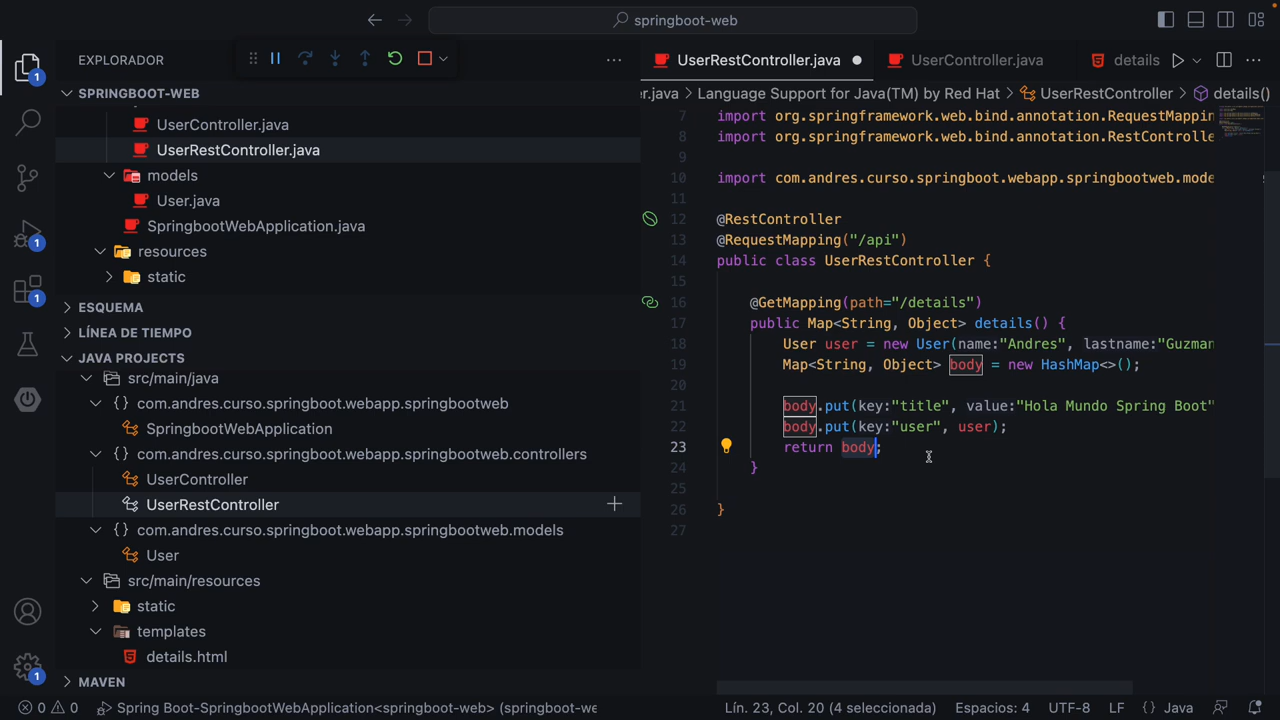 springboot-web
EXPLORADOR
SPRINGBOOT-WEB
UserController.java
UserRestController.java
models
User.java
SpringbootWebApplication.java
resources
static
ESQUEMA
LÍNEA DE TIEMPO
JAVA PROJECTS
src/main/java
{} com.andres.curso.springboot.webapp.springbootweb
SpringbootWebApplication
{} com.andres.curso.springboot.webapp.springbootweb.controllers
UserController
UserRestController
{} com.andres.curso.springboot.webapp.springbootweb.models
User
src/main/resources
static
templates
details.html
MAVEN
1
1
1
1
UserRestController.java
UserController.java
details
er.java > Language Support for Java(TM) by Red Hat > UserRestController > details()
7 import org.springframework.web.bind.annotation.RequestMappin
8 import org.springframework.web.bind.annotation.RestControlle
9
10 import com.andres.curso.springboot.webapp.springbootweb.mode
11
12 @RestController
13 @RequestMapping("/api")
14 public class UserRestController {
15
16 @GetMapping(path="/details")
17 public Map<String, Object> details() {
18 User user = new User(name:"Andres", lastname:"Guzman
19 Map<String, Object> body = new HashMap<>();
20
21 body.put(key:"title", value:"Hola Mundo Spring Boot"
22 body.put(key:"user", user);
23 return body;
24 }
25
26 }
27
0 0 Spring Boot-SpringbootWebApplication<springboot-web> (springboot-we
Lín. 23, Col. 20 (4 seleccionada) Espacios: 4 UTF-8 LF {} Java